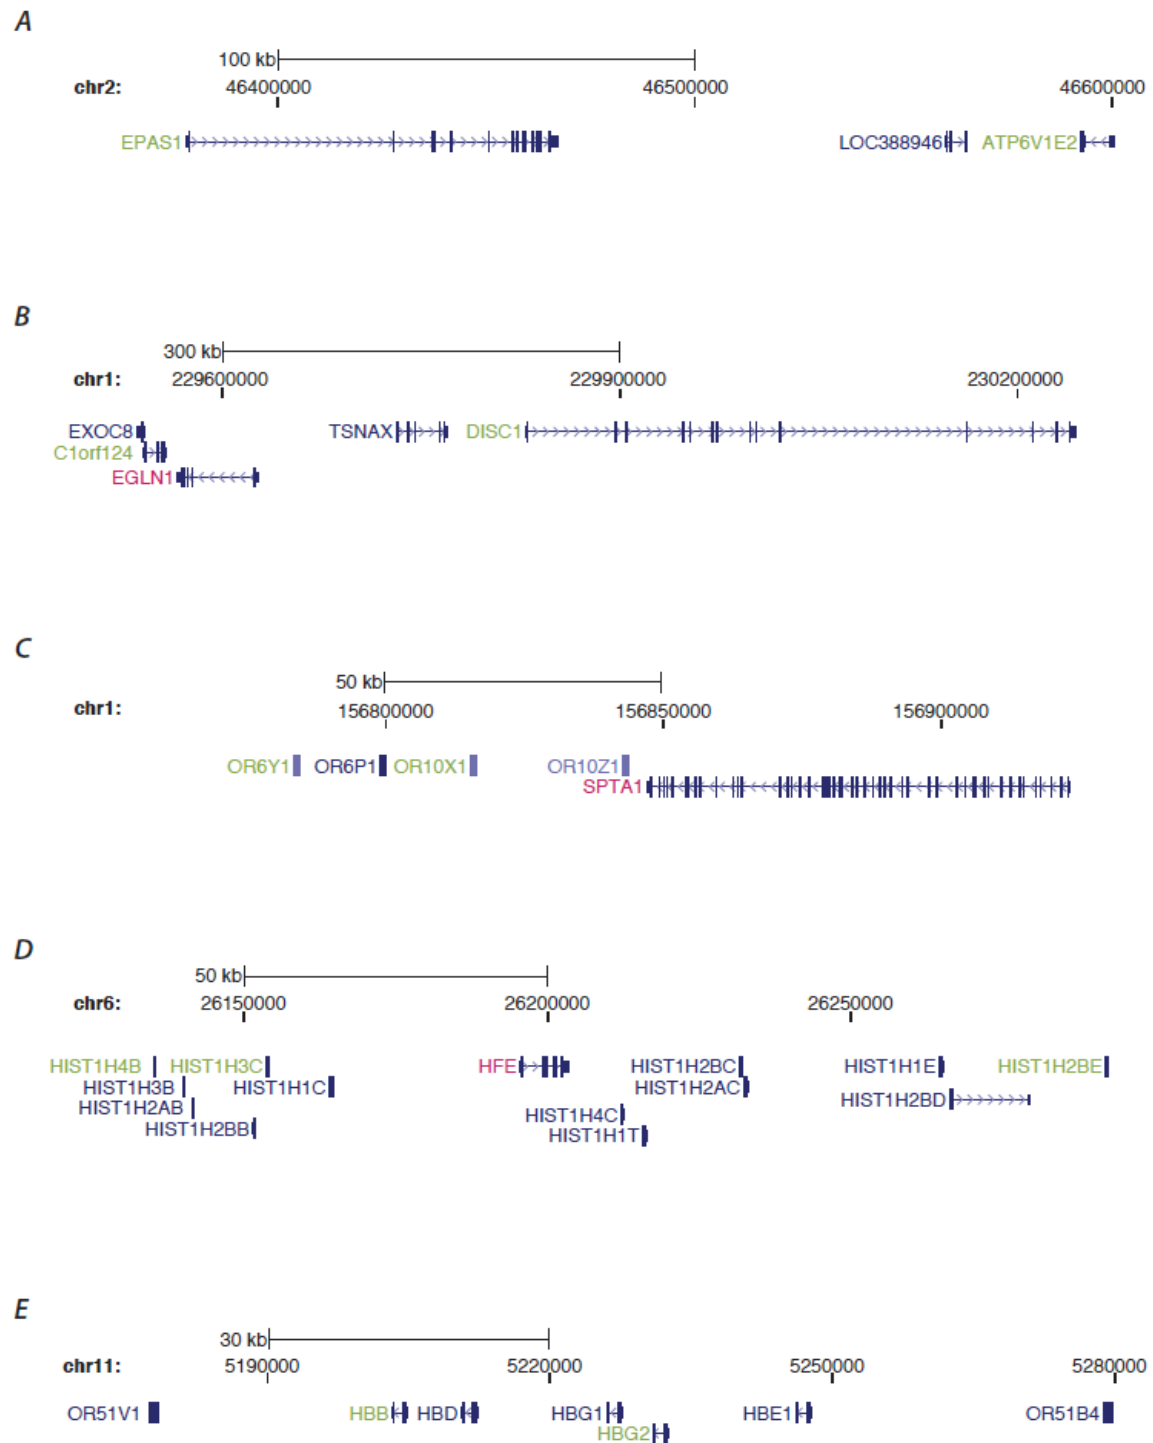 A
100 kb
chr2: 46400000 46500000 46600000
EPAS1 LOC388946 ATP6V1E2
B
300 kb
chr1: 229600000 229900000 230200000
EXOC8 TSNAX DISC1
C1orf124
EGLN1
C
50 kb
chr1: 156800000 156850000 156900000
OR6Y1 OR6P1 OR10X1 OR10Z1
SPTA1
D
50 kb
chr6: 26150000 26200000 26250000
HIST1H4B HIST1H3C HFE HIST1H2BC HIST1H1E HIST1H2BE
HIST1H3B HIST1H1C HIST1H2AC
HIST1H2BD
HIST1H2AB
HIST1H4C
HIST1H2BB
HIST1H1T
E
30 kb
chr11: 5190000 5220000 5250000 5280000
OR51V1 HBB HBD HBG1 HBE1 OR51B4
HBG2